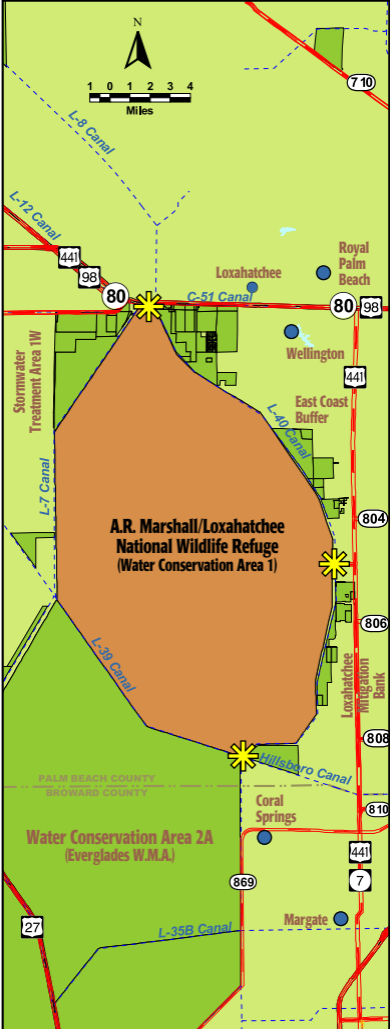 N
1 0 1 2 3 4
Miles
710
L-8 Canal
L-12 Canal
441
98
80
Loxahatchee
Royal
Palm
Beach
C-51 Canal
80
98
Wellington
441
Stormwater
Treatment Area 1W
East Coast
Buffer
L-40 Canal
L-7 Canal
804
A.R. Marshall/Loxahatchee
National Wildlife Refuge
(Water Conservation Area 1)
806
L-39 Canal
Loxahatchee
Mitigation
Bank
808
Hillsboro Canal
PALM BEACH COUNTY
BROWARD COUNTY
810
Coral
Springs
Water Conservation Area 2A
(Everglades W.M.A.)
441
7
869
27
Margate
L-35B Canal